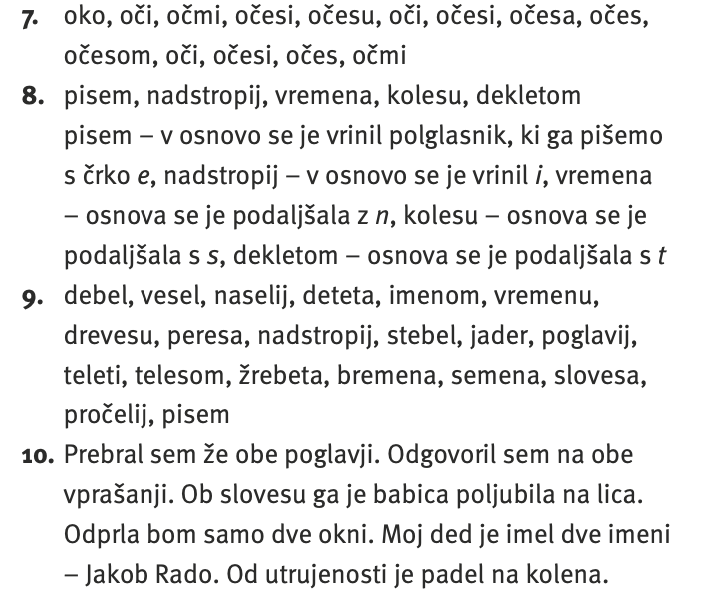 7. oko, oči, očmi, očesi, očesu, oči, očesi, očesa, očes,
očesom, oči, očesi, očes, očmi
8. pisem, nadstropij, vremena, kolesu, dekletom
pisem – v osnovo se je vrinil polglasnik, ki ga pišemo
s črko e, nadstropij – v osnovo se je vrinil i, vremena
– osnova se je podaljšala z n, kolesu – osnova se je
podaljšala s s, dekletom – osnova se je podaljšala s t
9. debel, vesel, naselij, deteta, imenom, vremenu,
drevesu, peresa, nadstropij, stebel, jader, poglavij,
teleti, telesom, žrebeta, bremena, semena, slovesa,
pročelij, pisem
10. Prebral sem že obe poglavji. Odgovoril sem na obe
vprašanji. Ob slovesu ga je babica poljubila na lica.
Odprla bom samo dve okni. Moj ded je imel dve imeni
– Jakob Rado. Od utrujenosti je padel na kolena.